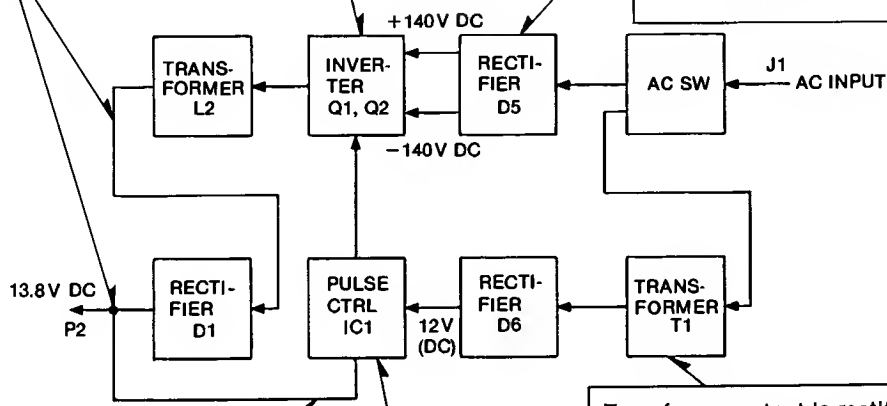 +140V DC
TRANS-
FORMER
L2
INVER-
TER
Q1, Q2
RECTI-
FIER
D5
AC SW
J1
AC INPUT
−140V DC
13.8V DC
P2
RECTI-
FIER
D1
PULSE
CTRL
IC1
12V
(DC)
RECTI-
FIER
D6
TRANS-
FORMER
T1